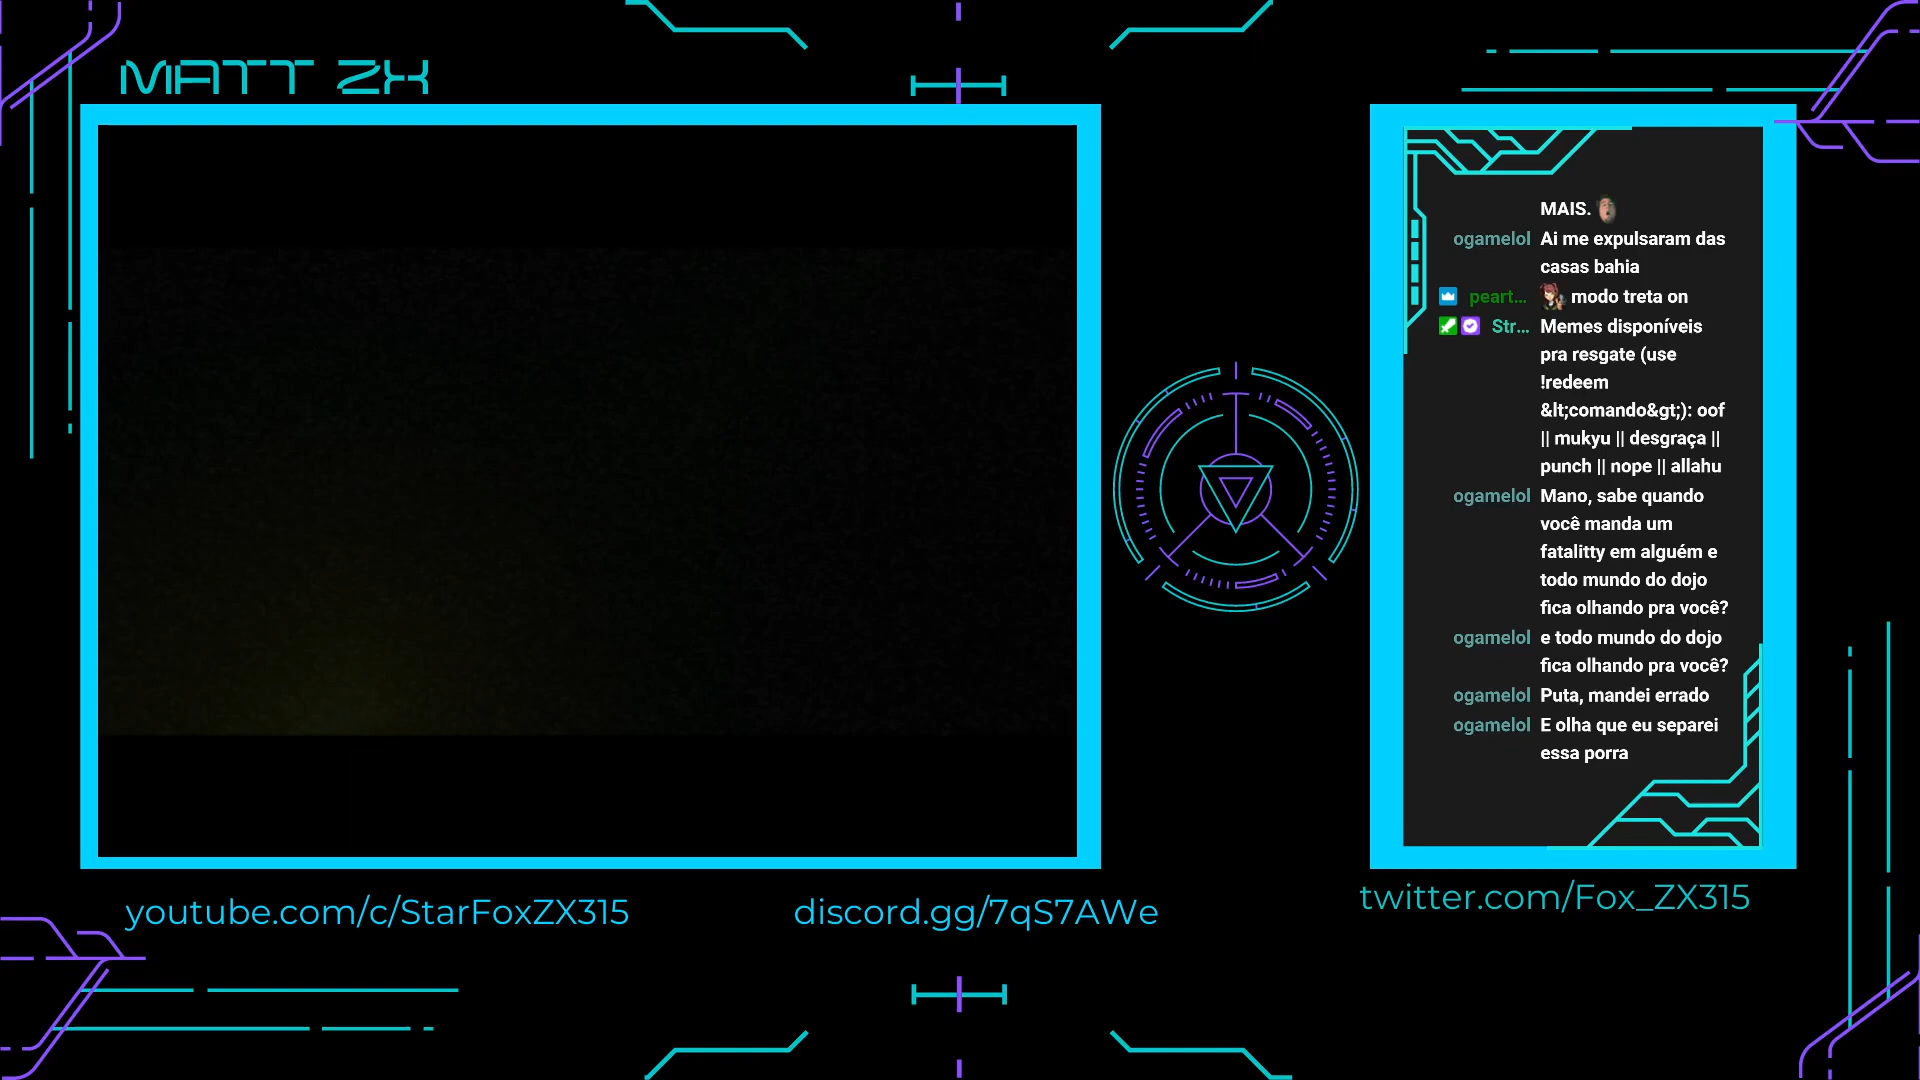 MATT ZX
MAIS.
ogamelol Ai me expulsaram das
casas bahia
peart... modo treta on
Str... Memes disponíveis
pra resgate (use
!redeem
&lt;comando&gt;): oof
|| mukyu || desgraça ||
punch || nope || allahu
ogamelol Mano, sabe quando
você manda um
fatalitty em alguém e
todo mundo do dojo
fica olhando pra você?
ogamelol e todo mundo do dojo
fica olhando pra você?
ogamelol Puta, mandei errado
ogamelol E olha que eu separei
essa porra
youtube.com/c/StarFoxZX315
discord.gg/7qS7AWe
twitter.com/Fox_ZX315